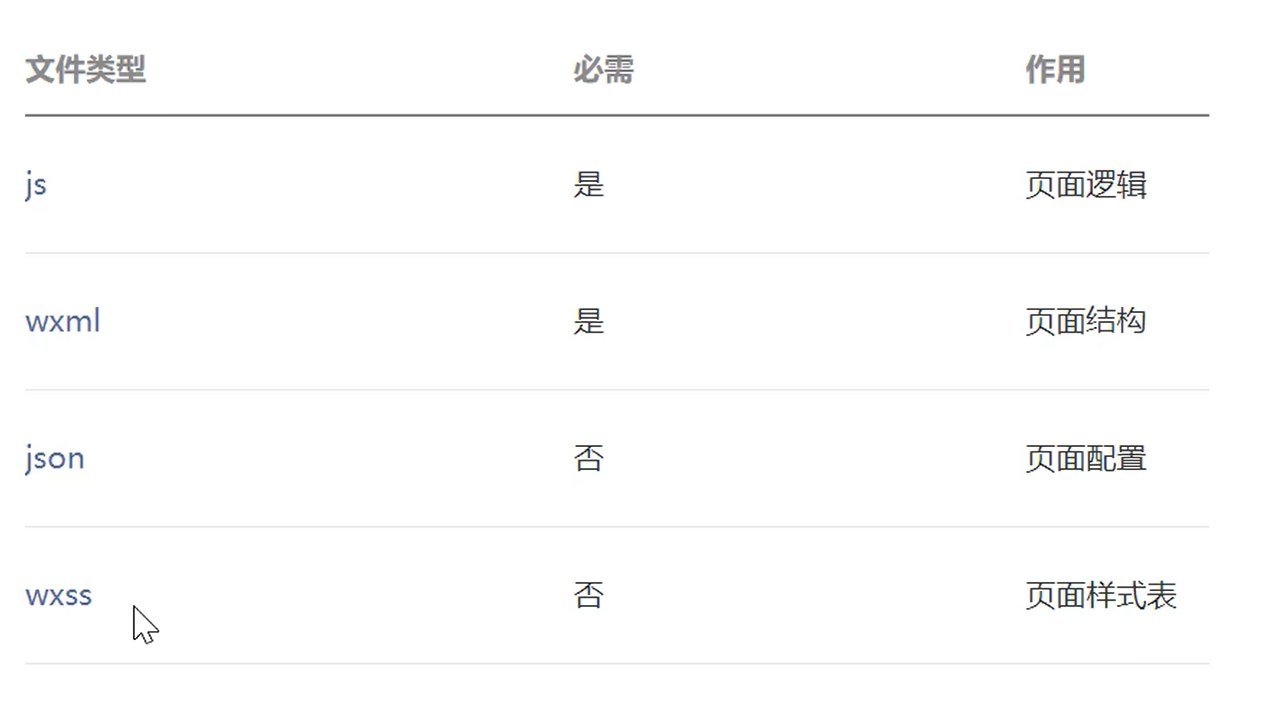 文件类型 必需 作用
js 是 页面逻辑
wxml 是 页面结构
json 否 页面配置
wxss 否 页面样式表